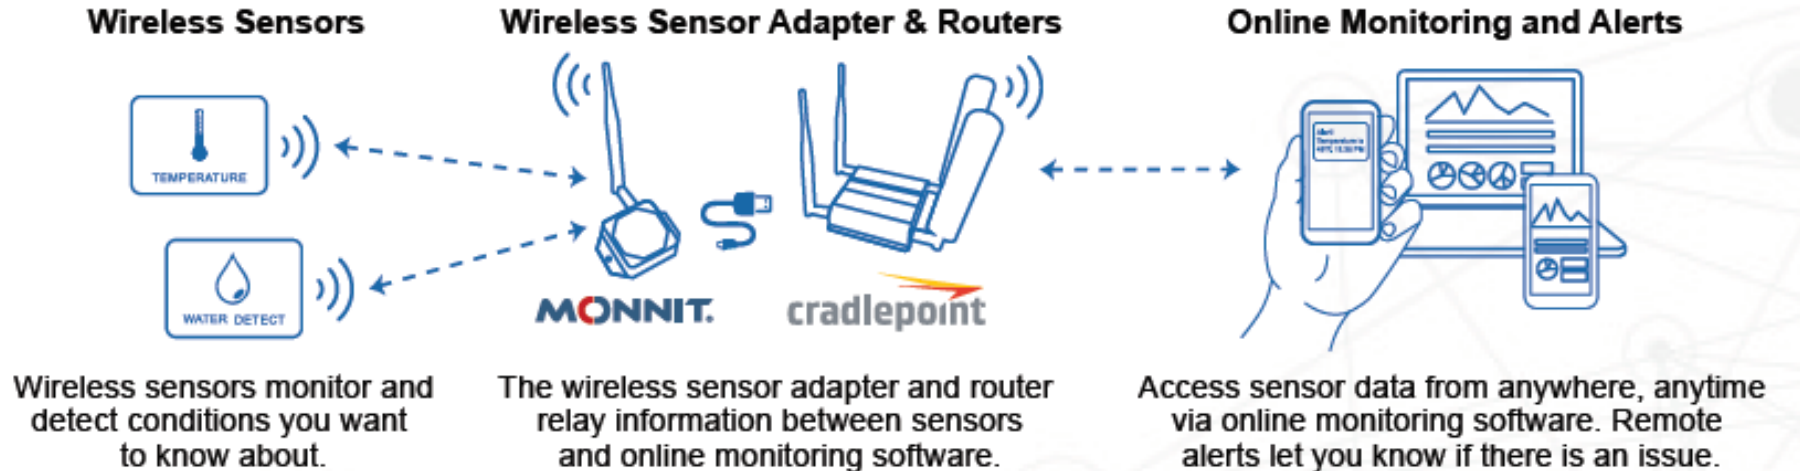 Wireless Sensors
TEMPERATURE
WATER DETECT
Wireless sensors monitor and
detect conditions you want
to know about.
Wireless Sensor Adapter & Routers
MONNIT.
cradlepoint
The wireless sensor adapter and router
relay information between sensors
and online monitoring software.
Online Monitoring and Alerts
Alert
Temperature is
Access sensor data from anywhere, anytime
via online monitoring software. Remote
alerts let you know if there is an issue.